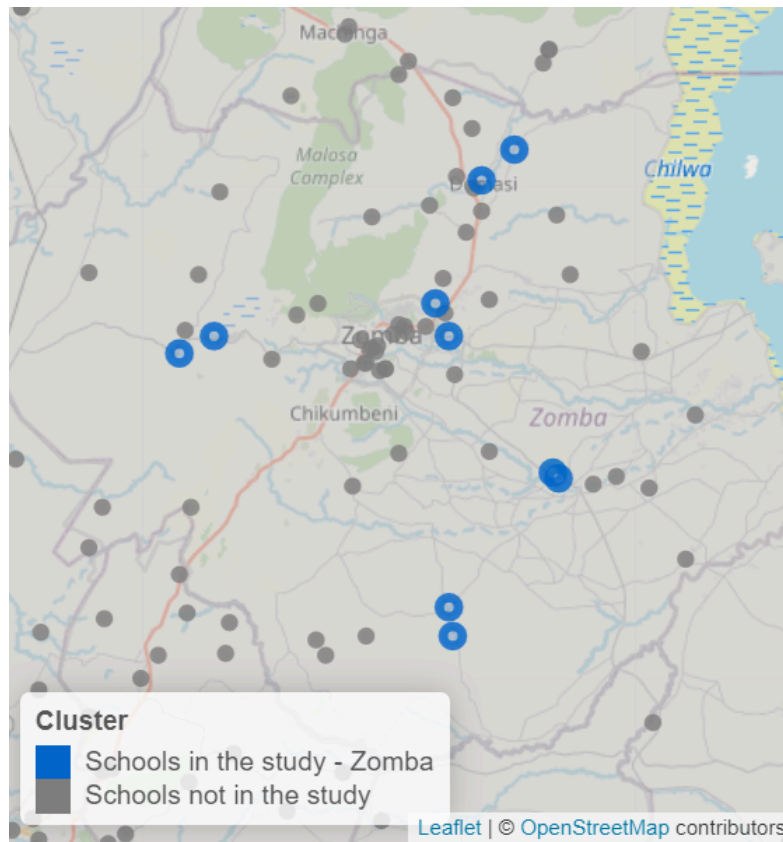 Machinga
Malosa
Complex
Domasi
Chilwa
Zomba
Chikumbeni
Zomba
Cluster
Schools in the study - Zomba
Schools not in the study
Leaflet | © OpenStreetMap contributors